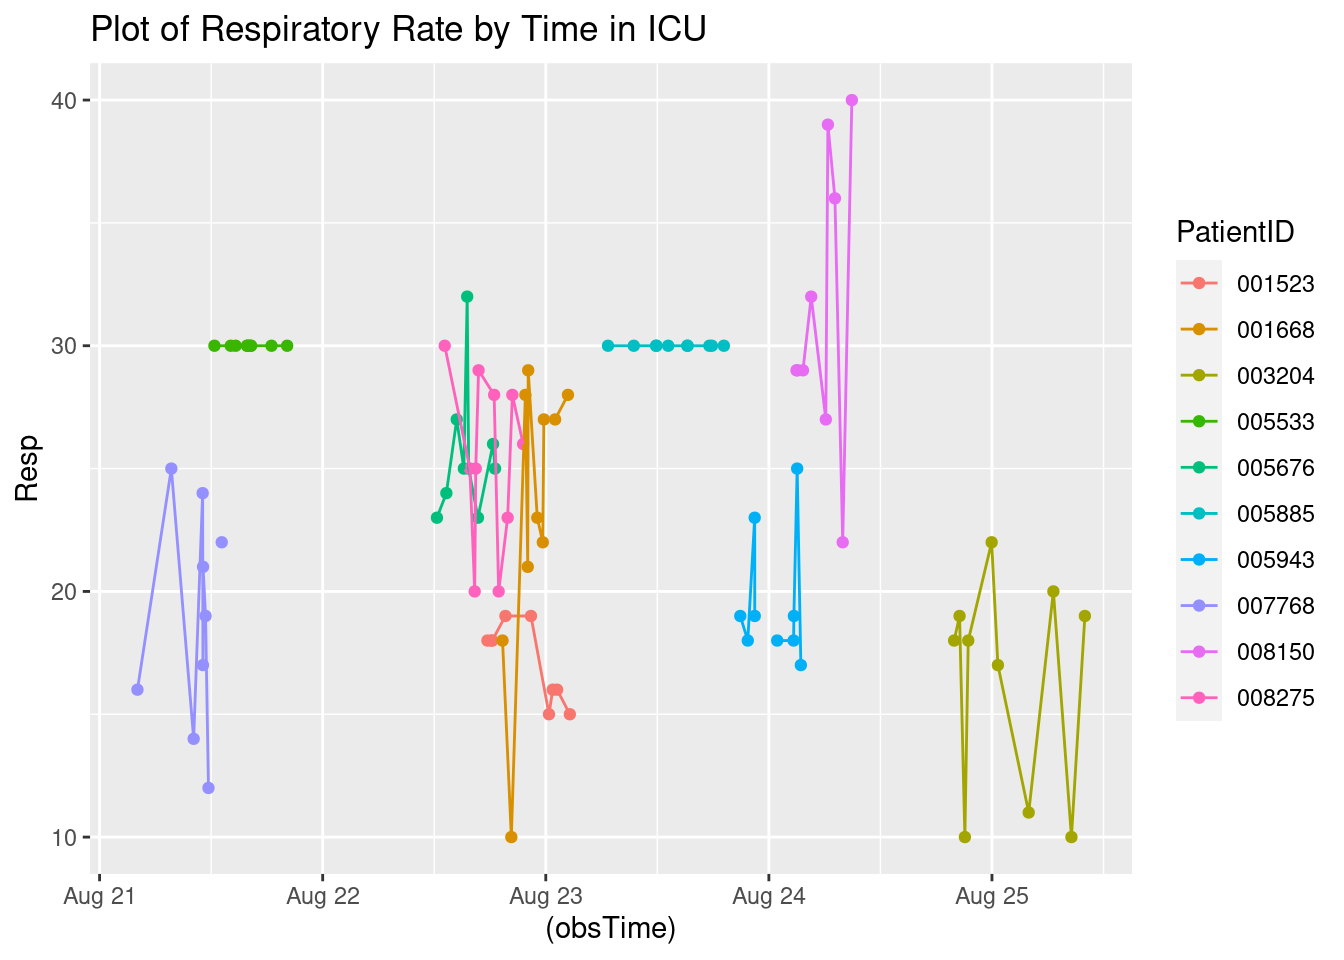 Plot of Respiratory Rate by Time in ICU
40
30
20
10
Resp
Aug 21
Aug 22
Aug 23
Aug 24
Aug 25
(obsTime)
PatientID
001523
001668
003204
005533
005676
005885
005943
007768
008150
008275